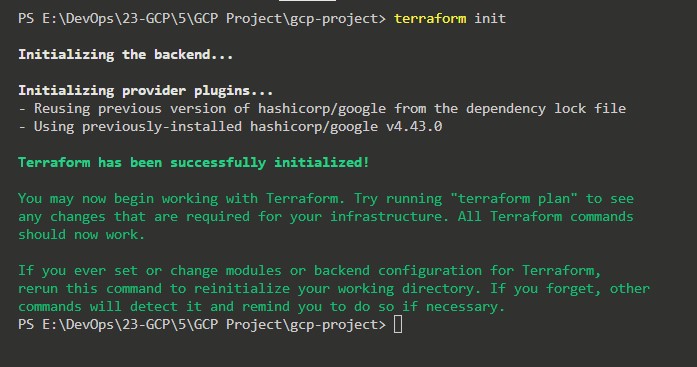 PS E:\DevOps\23-GCP\5\GCP Project\gcp-project> terraform init
Initializing the backend...
Initializing provider plugins...
- Reusing previous version of hashicorp/google from the dependency lock file
- Using previously-installed hashicorp/google v4.43.0
Terraform has been successfully initialized!
You may now begin working with Terraform. Try running "terraform plan" to see
any changes that are required for your infrastructure. All Terraform commands
should now work.
If you ever set or change modules or backend configuration for Terraform,
rerun this command to reinitialize your working directory. If you forget, other
commands will detect it and remind you to do so if necessary.
PS E:\DevOps\23-GCP\5\GCP Project\gcp-project>